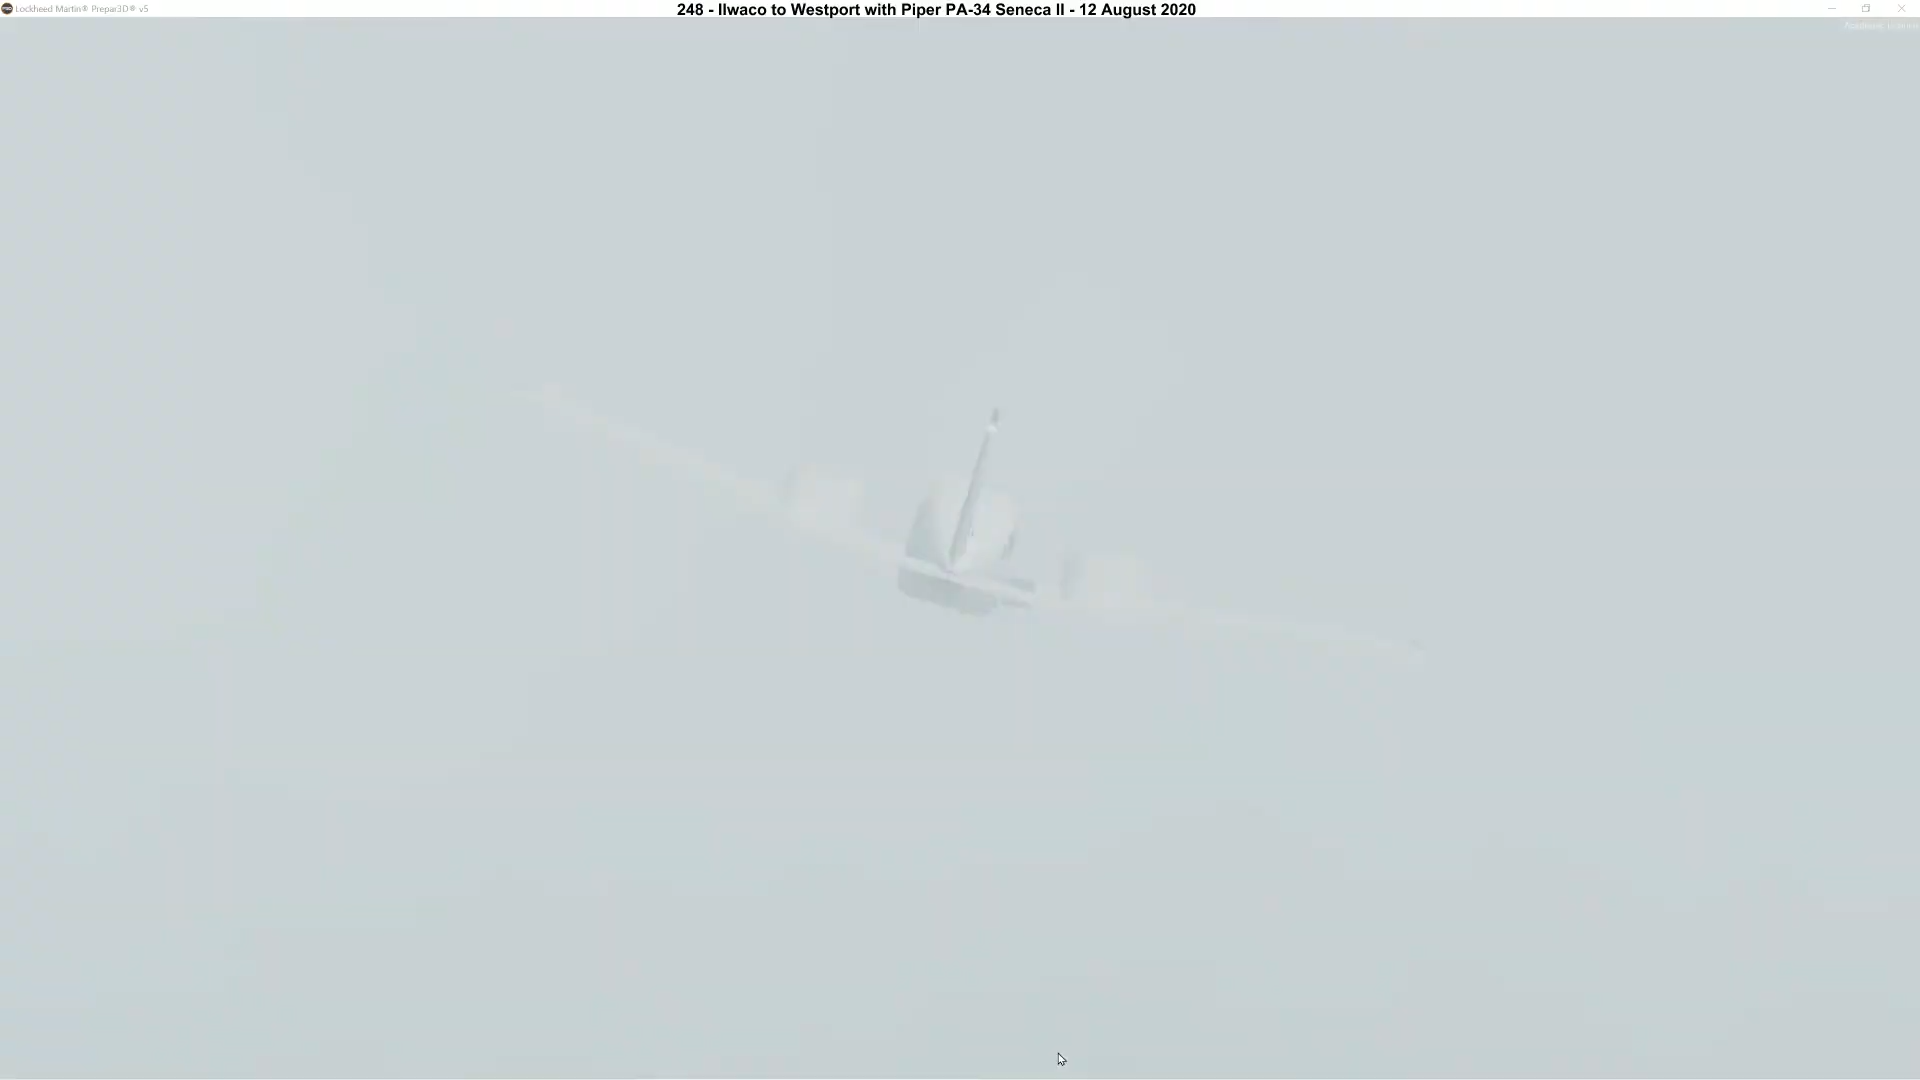 Lockheed Martin® Prepar3D® v5
248 - Ilwaco to Westport with Piper PA-34 Seneca II - 12 August 2020